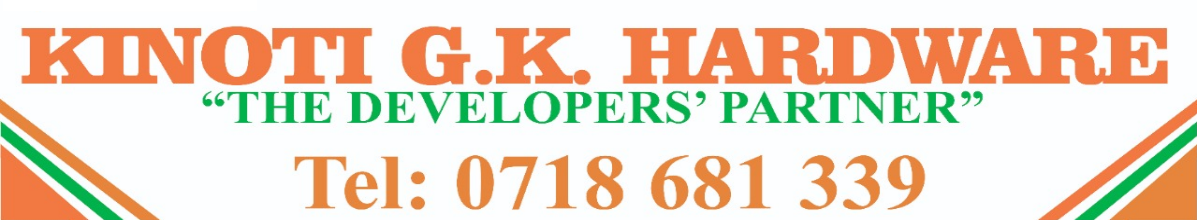 KINOTI G.K. HARDWARE
“THE DEVELOPERS’ PARTNER”
Tel: 0718 681 339